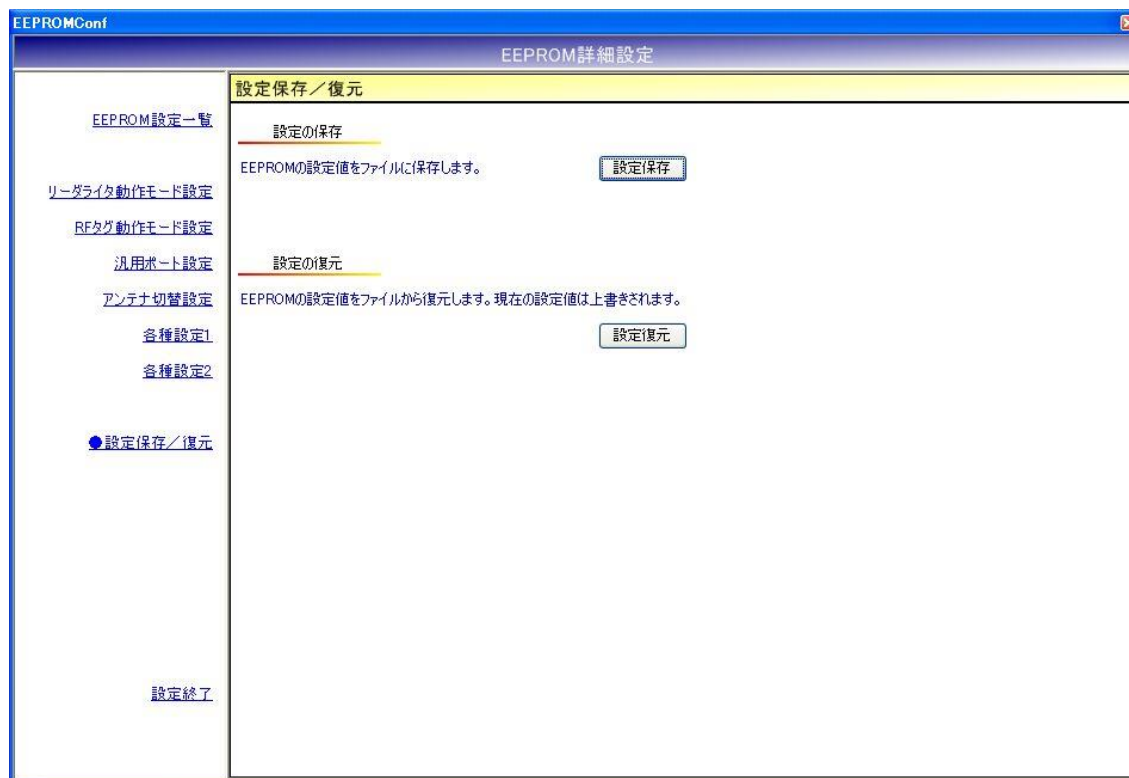 EEPROMConf
EEPROM詳細設定
設定保存／復元
EEPROM設定一覧
リーダライタ動作モード設定
RFタグ動作モード設定
汎用ポート設定
アンテナ切替設定
各種設定1
各種設定2
●設定保存／復元
設定終了
設定の保存
EEPROMの設定値をファイルに保存します。
設定保存
設定の復元
EEPROMの設定値をファイルから復元します。現在の設定値は上書きされます。
設定復元